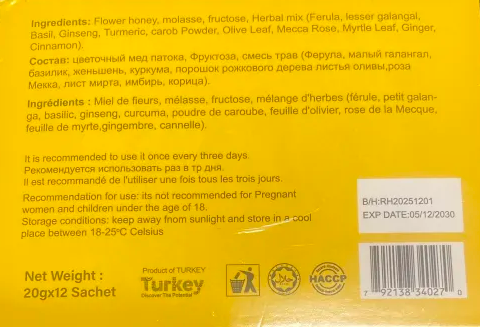 Ingredients: Flower honey, molasse, fructose, Herbal mix (Ferula, lesser galangal,
Basil, Ginseng, Turmeric, carob Powder, Olive Leaf, Mecca Rose, Myrtle Leaf, Ginger,
Cinnamon).
Состав: цветочный мед патока, Фруктоза, смесь трав (Ферула, малый галангал,
базилик, женьшень, куркума, порошок рожкового дерева листья оливы,роза
Мекка, лист мирта, имбирь, корица).
Ingrédients : Miel de fieurs, mélasse, fructose, mélange d'herbes (férule, petit galan-
ga, basilic, ginseng, curcuma, poudre de caroube, feuille d'olivier, rose de la Mecque,
feuille de myrte,gingembre, cannelle).
It is recommended to use it once every three days.
Рекомендуется использовать раз в тр дня.
Il est recommandé de l'utiliser une fois tous les trois jours.
Recommendation for use: its not recommended for Pregnant
women and children under the age of 18.
Storage conditions: keep away from sunlight and store in a cool
place between 18-25°C Celsius
B/H:RH20251201
EXP DATE:05/12/2030
Net Weight :
20gx12 Sachet
Product of TURKEY
Turkey
Discover The Potential
HACCP
7 92138 34027 0